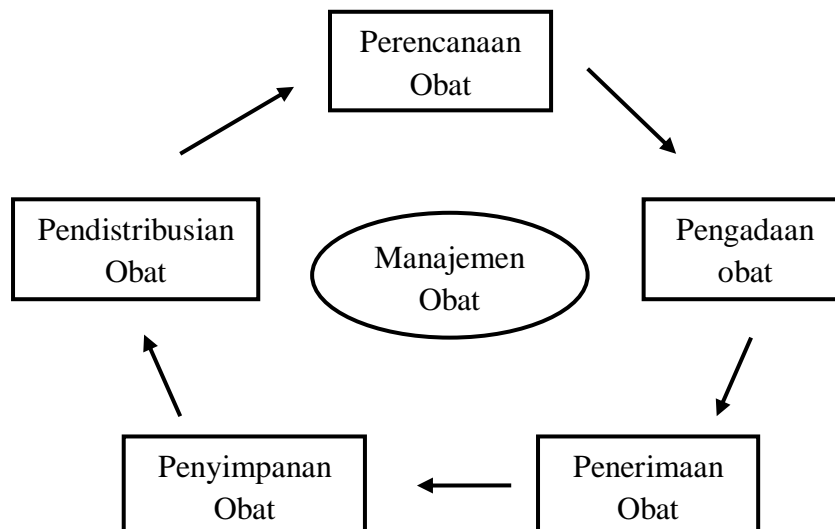 Perencanaan
Obat
Pendistribusian
Obat
Manajemen
Obat
Pengadaan
obat
Penyimpanan
Obat
Penerimaan
Obat